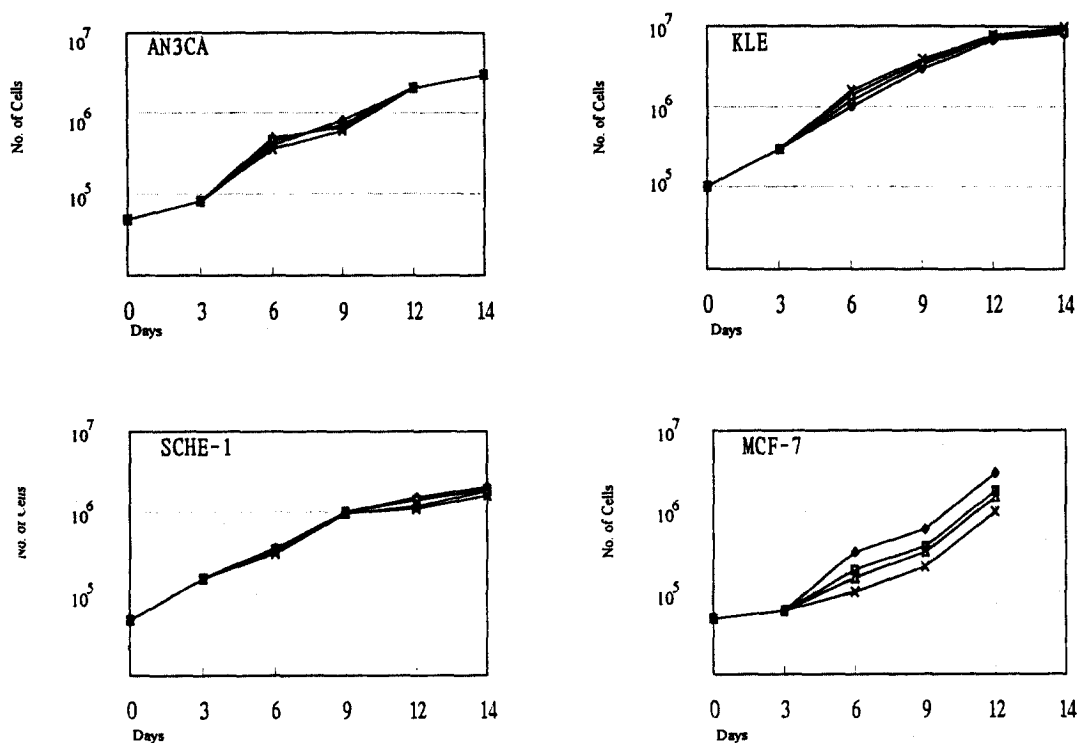 AN3CA
10^7
10^6
10^5
No. of Cells
0 3 6 9 12 14
Days
KLE
10^7
10^6
10^5
No. of Cells
0 3 6 9 12 14
Days
SCHE-1
10^7
10^6
10^5
No. of
0 3 6 9 12 14
Days
MCF-7
10^7
10^6
10^5
No. of Cells
0 3 6 9 12 14
Days